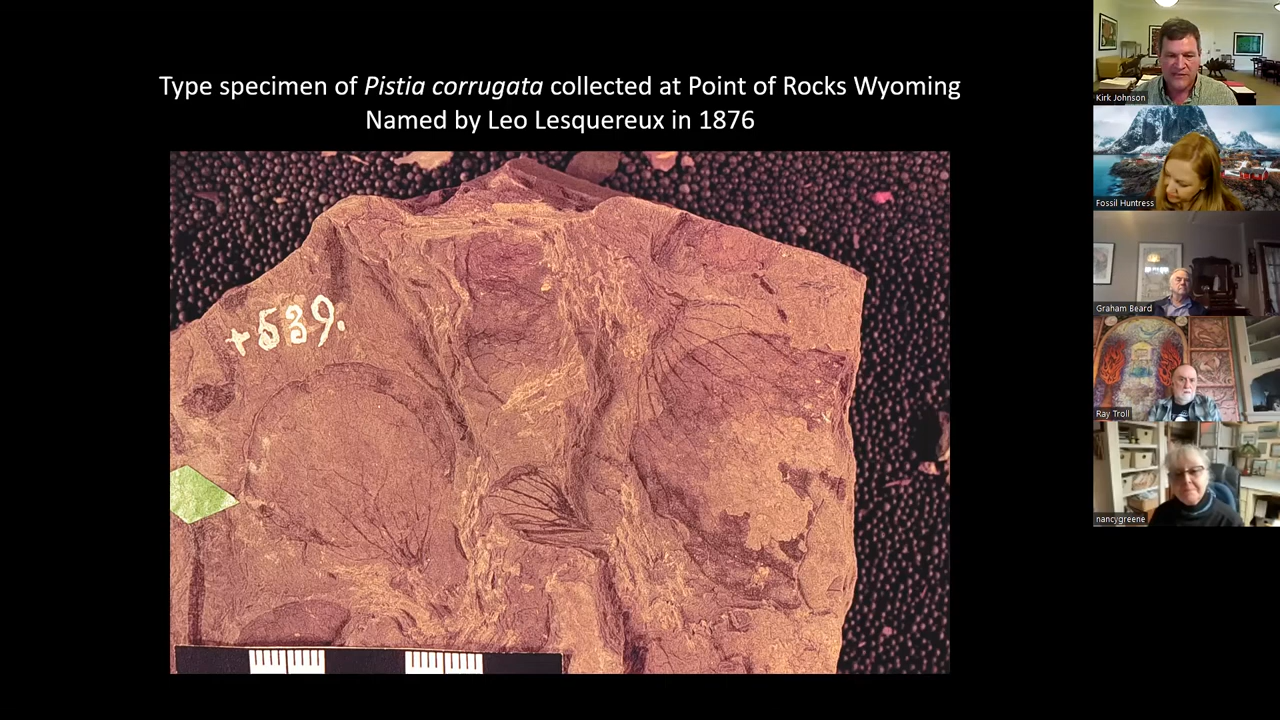 Type specimen of Pistia corrugata collected at Point of Rocks Wyoming
Named by Leo Lesquereux in 1876
+539.
Kirk Johnson
Fossil Huntress
Graham Beard
Ray Troll
nancygreene